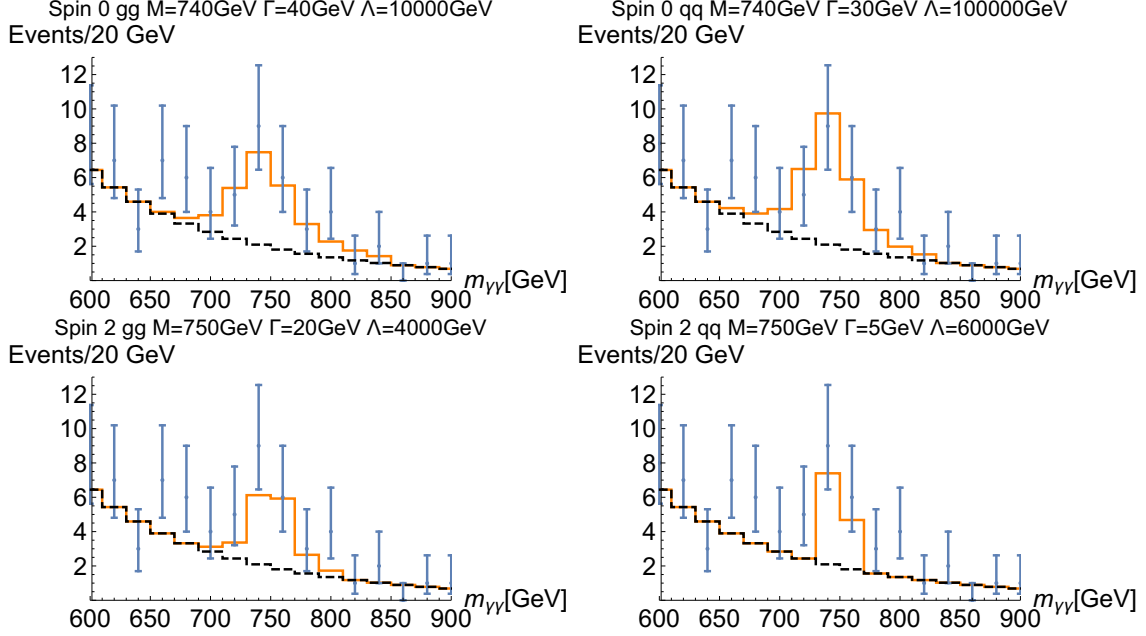 Spin 0 gg M=740GeV Γ=40GeV Λ=10000GeV
Events/20 GeV
12
10
8
6
4
2
600 650 700 750 800 850 900
mγγ[GeV]
Spin 0 qq M=740GeV Γ=30GeV Λ=100000GeV
Events/20 GeV
12
10
8
6
4
2
600 650 700 750 800 850 900
mγγ[GeV]
Spin 2 gg M=750GeV Γ=20GeV Λ=4000GeV
Events/20 GeV
12
10
8
6
4
2
600 650 700 750 800 850 900
mγγ[GeV]
Spin 2 qq M=750GeV Γ=5GeV Λ=6000GeV
Events/20 GeV
12
10
8
6
4
2
600 650 700 750 800 850 900
mγγ[GeV]